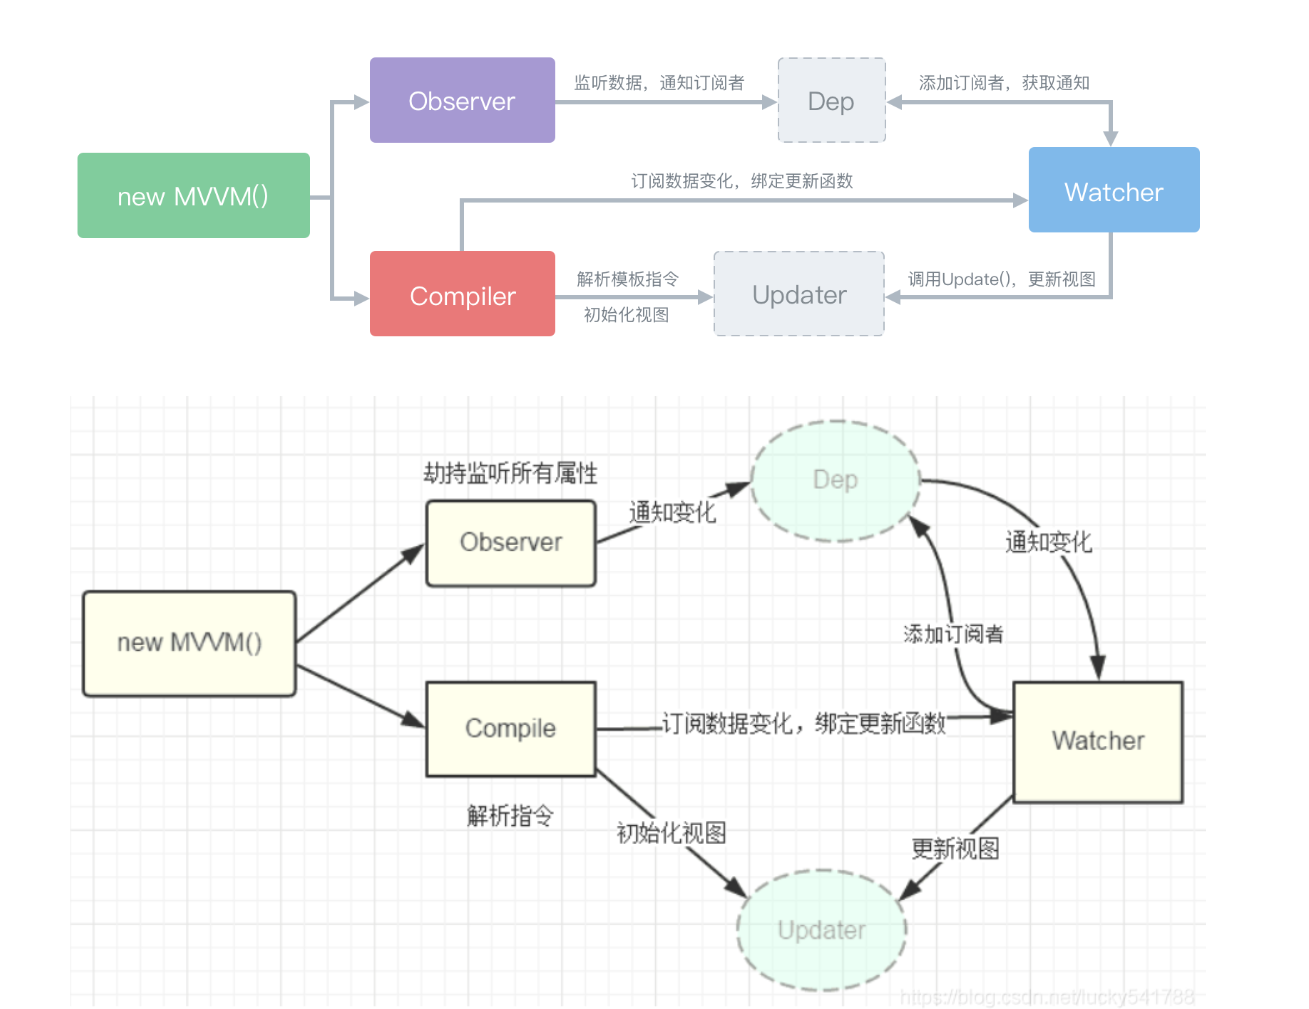 Observer
监听数据，通知订阅者
Dep
添加订阅者，获取通知
new MVVM()
订阅数据变化，绑定更新函数
Watcher
Compiler
解析模板指令
初始化视图
Updater
调用Update()，更新视图
劫持监听所有属性
Dep
通知变化
Observer
通知变化
new MVVM()
添加订阅者
Compile
订阅数据变化，绑定更新函数
Watcher
解析指令
初始化视图
更新视图
Updater
https://blog.csdn.net/lucky541788